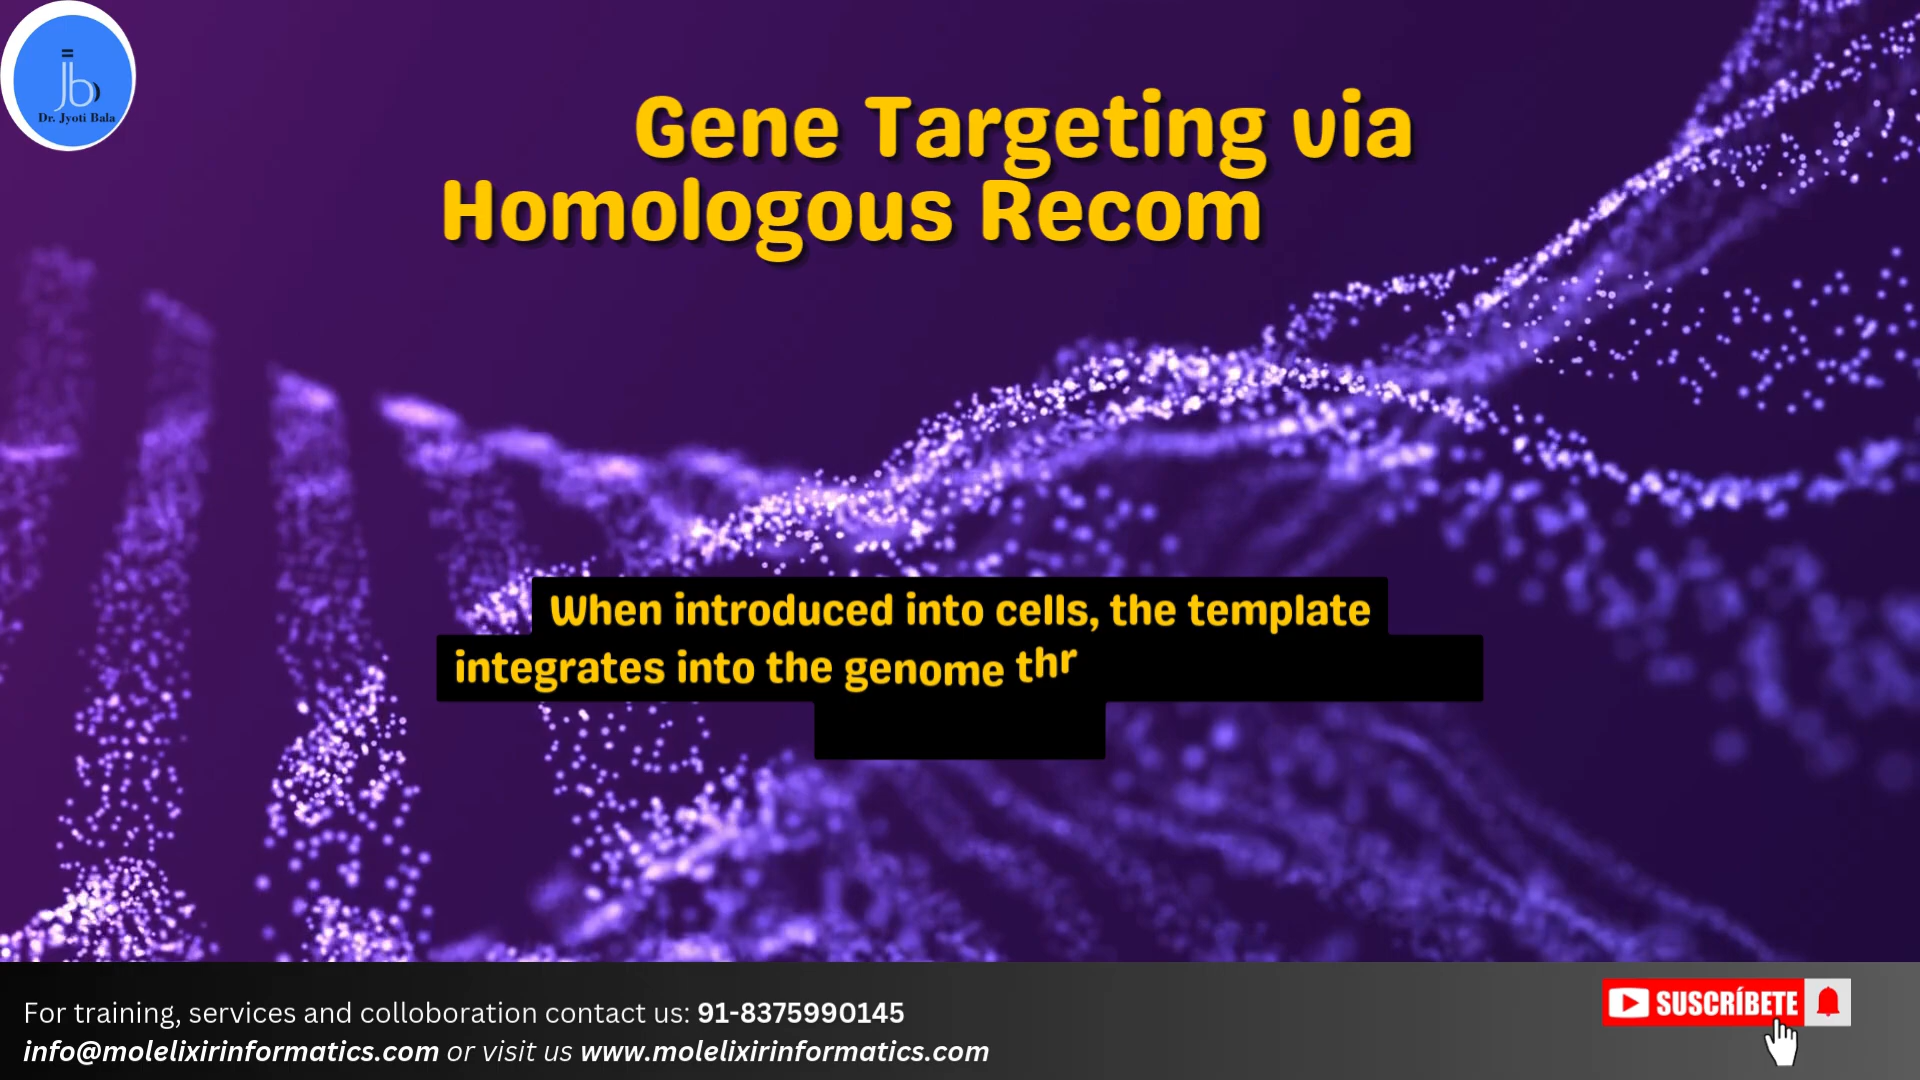 Dr. Jyoti Bala
Gene Targeting via
Homologous Recom
When introduced into cells, the template
integrates into the genome thr
For training, services and colloboration contact us: 91-8375990145
info@molelixirinformatics.com or visit us www.molelixirinformatics.com
SUSCRÍBETE